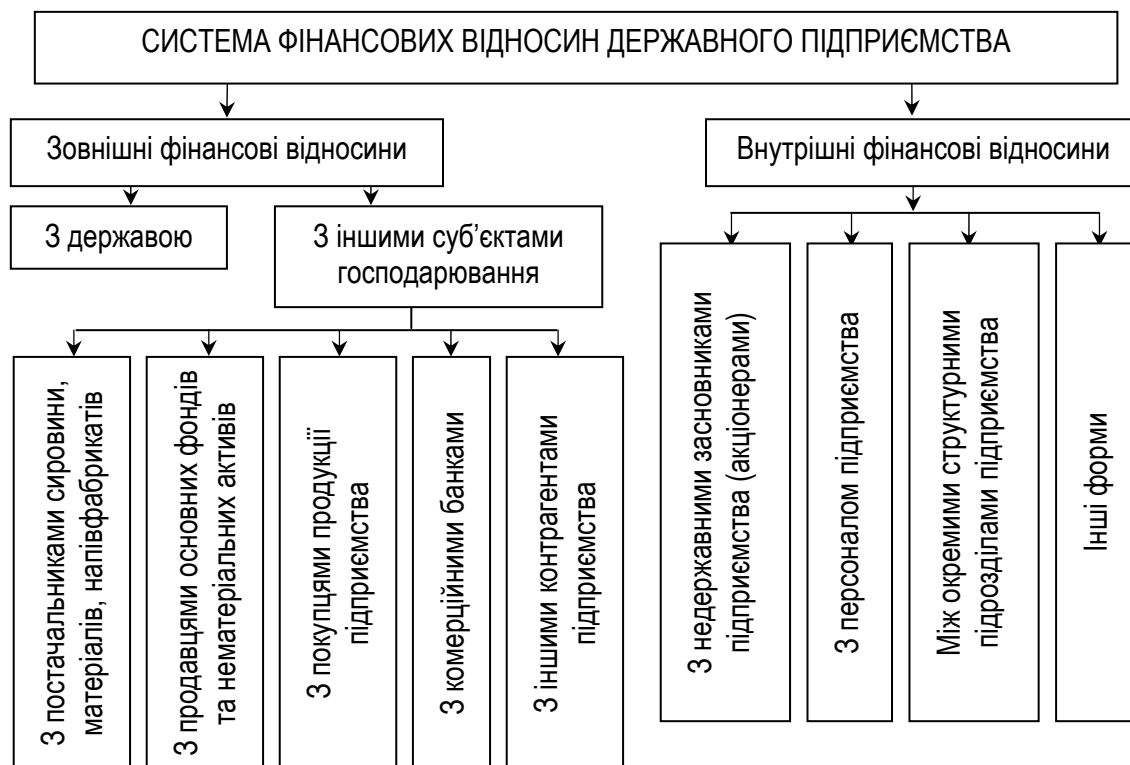 СИСТЕМА ФІНАНСОВИХ ВІДНОСИН ДЕРЖАВНОГО ПІДПРИЄМСТВА
Зовнішні фінансові відносини
Внутрішні фінансові відносини
З державою
З іншими суб’єктами
господарювання
З постачальниками сировини,
матеріалів, напівфабрикатів
З продавцями основних фондів
та нематеріальних активів
З покупцями продукції
підприємства
З комерційними банками
З іншими контрагентами
підприємства
З недержавними засновниками
підприємства (акціонерами)
З персоналом підприємства
Між окремими структурними
підрозділами підприємства
Інші форми